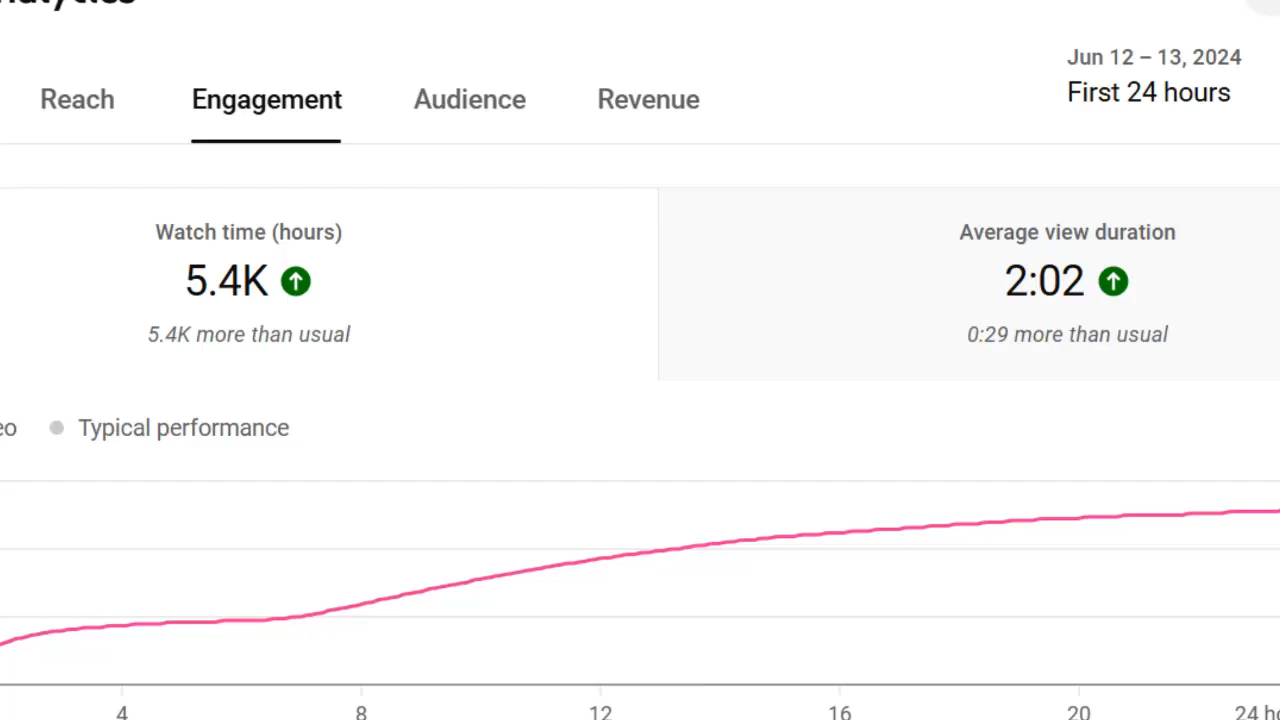 Analytics
Jun 12 – 13, 2024
Reach Engagement Audience Revenue First 24 hours
Watch time (hours) Average view duration
5.4K 2:02
5.4K more than usual 0:29 more than usual
Typical performance
4 8 12 16 20 24